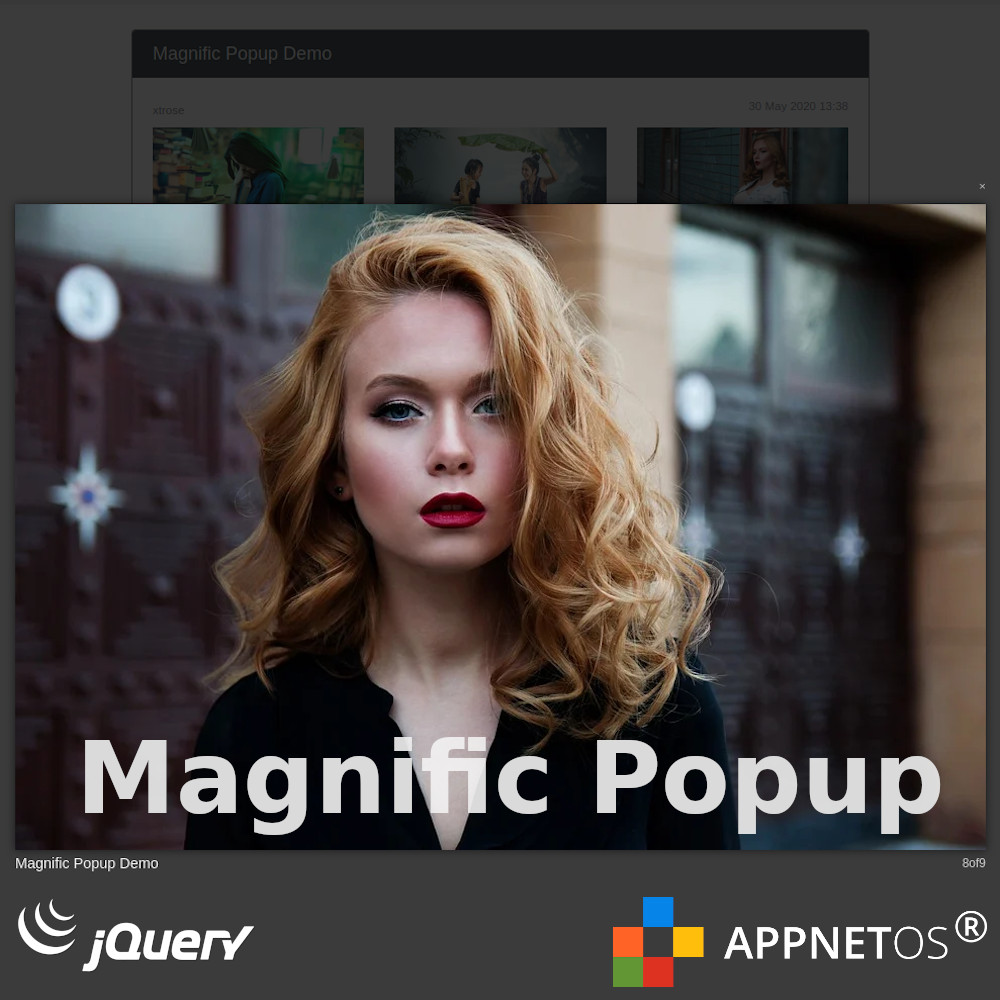 Magnific Popup Demo
xtrose
30 May 2020 13:38
×
Magnific Popup
Magnific Popup Demo
8of9
jQuery
APPNETOS®